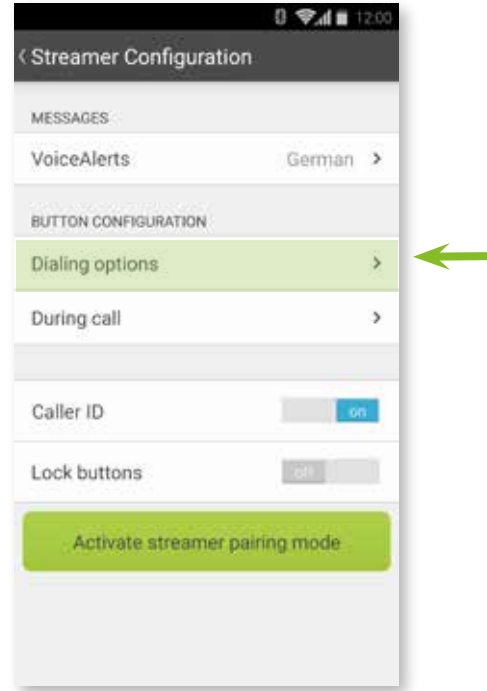 12:00
Streamer Configuration
MESSAGES
VoiceAlerts German
BUTTON CONFIGURATION
Dialing options
During call
Caller ID on
Lock buttons off
Activate streamer pairing mode